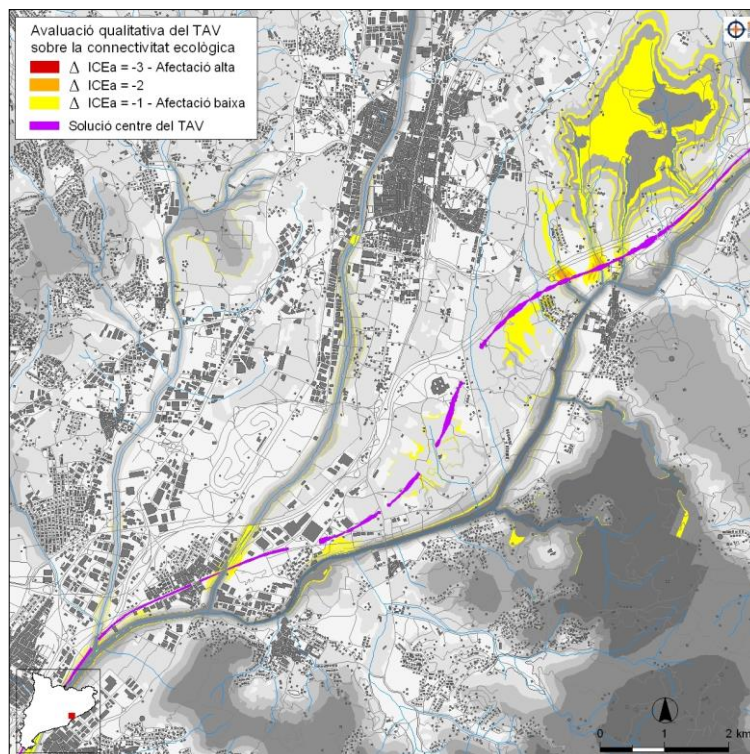 Avaluació qualitativa del TAV
sobre la connectivitat ecològica
Δ ICEa = -3 - Afectació alta
Δ ICEa = -2
Δ ICEa = -1 - Afectació baixa
Solució centre del TAV
0 1 2 km